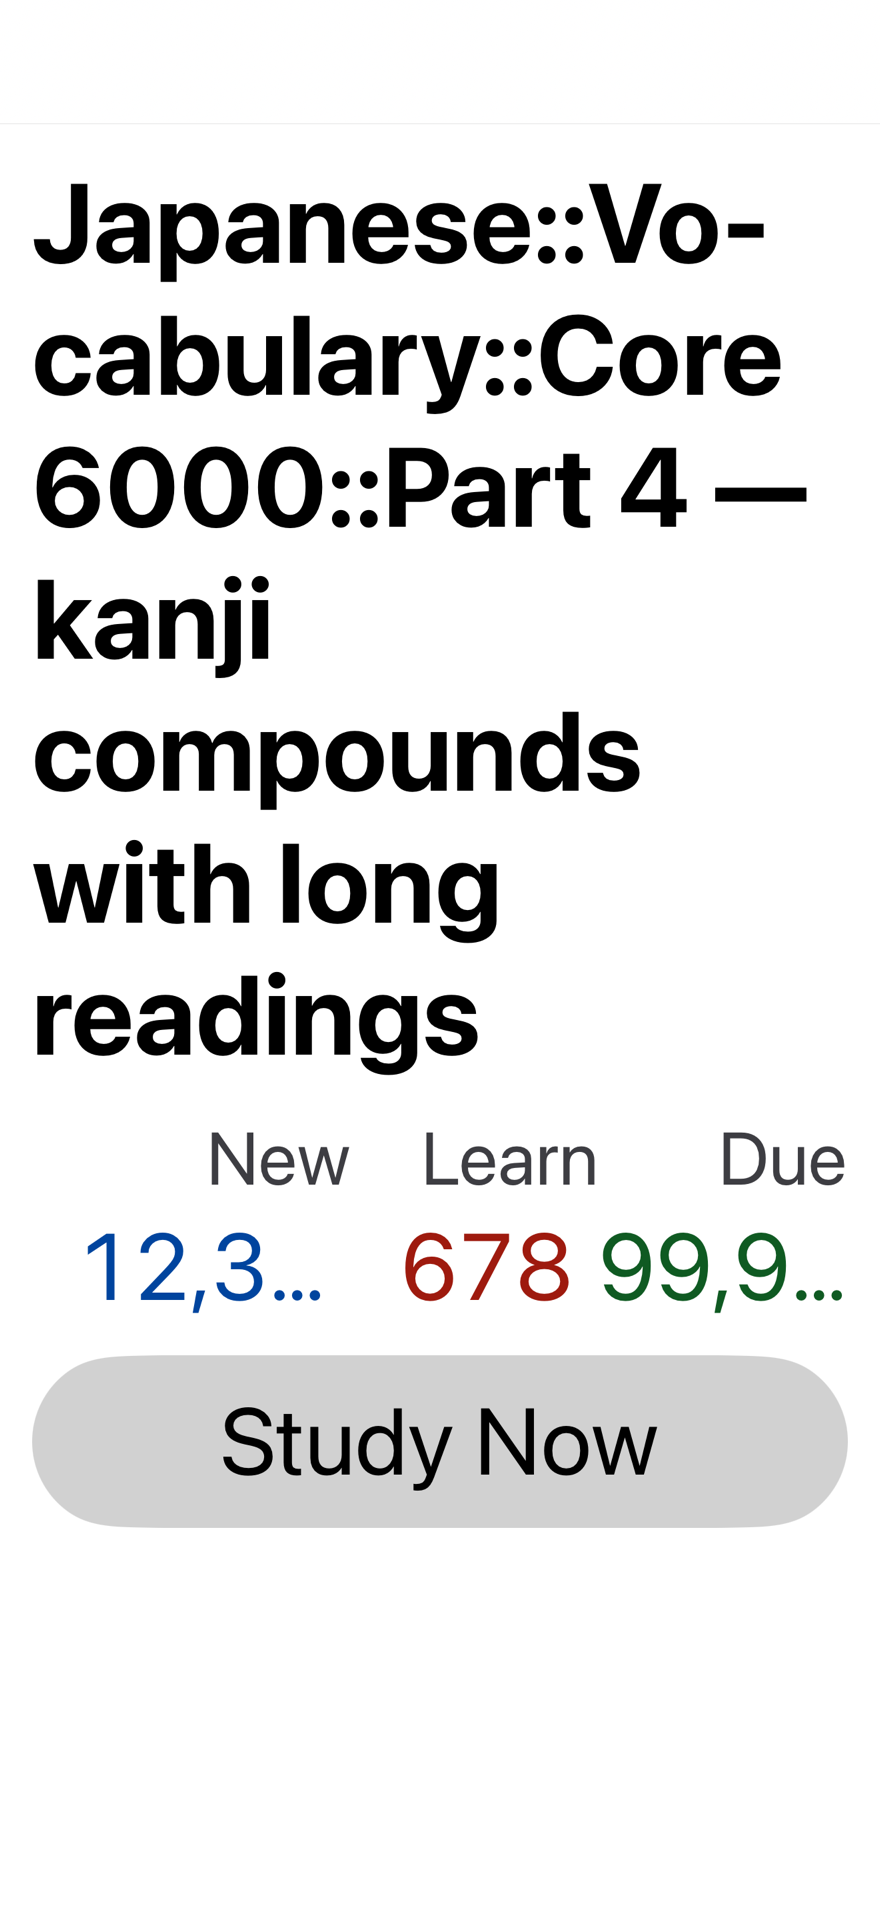 Japanese::Vo-
cabulary::Core
6000::Part 4 —
kanji
compounds
with long
readings
New Learn Due
12,3… 678 99,9…
Study Now